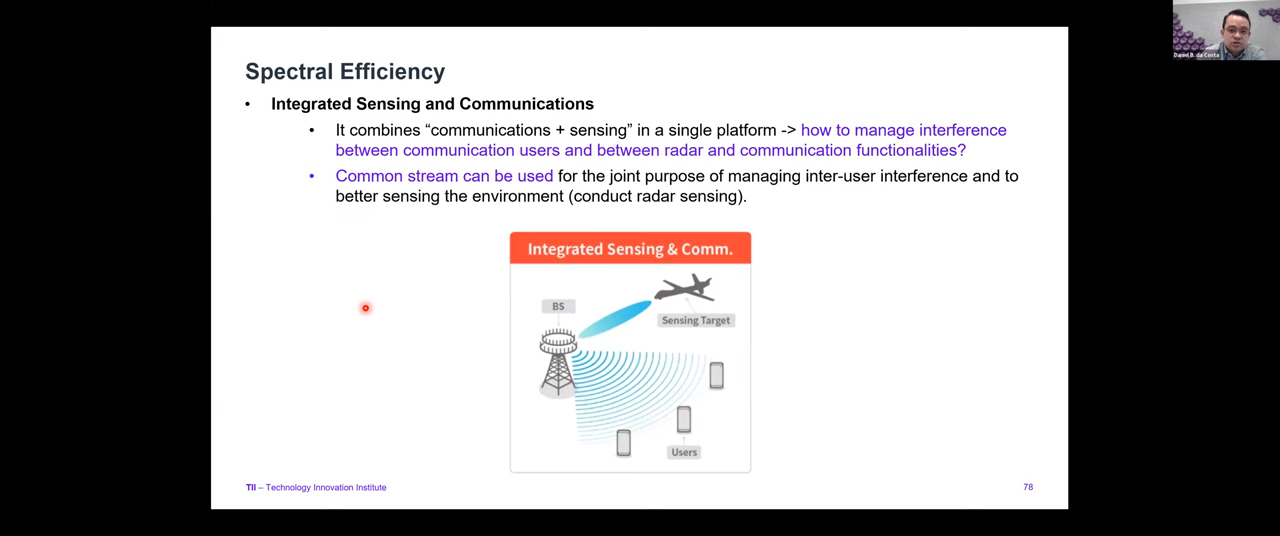 Daniel B. da Costa
Spectral Efficiency
• Integrated Sensing and Communications
• It combines “communications + sensing” in a single platform -> how to manage interference
between communication users and between radar and communication functionalities?
• Common stream can be used for the joint purpose of managing inter-user interference and to
better sensing the environment (conduct radar sensing).
Integrated Sensing & Comm.
BS
Sensing Target
Users
TII – Technology Innovation Institute
78